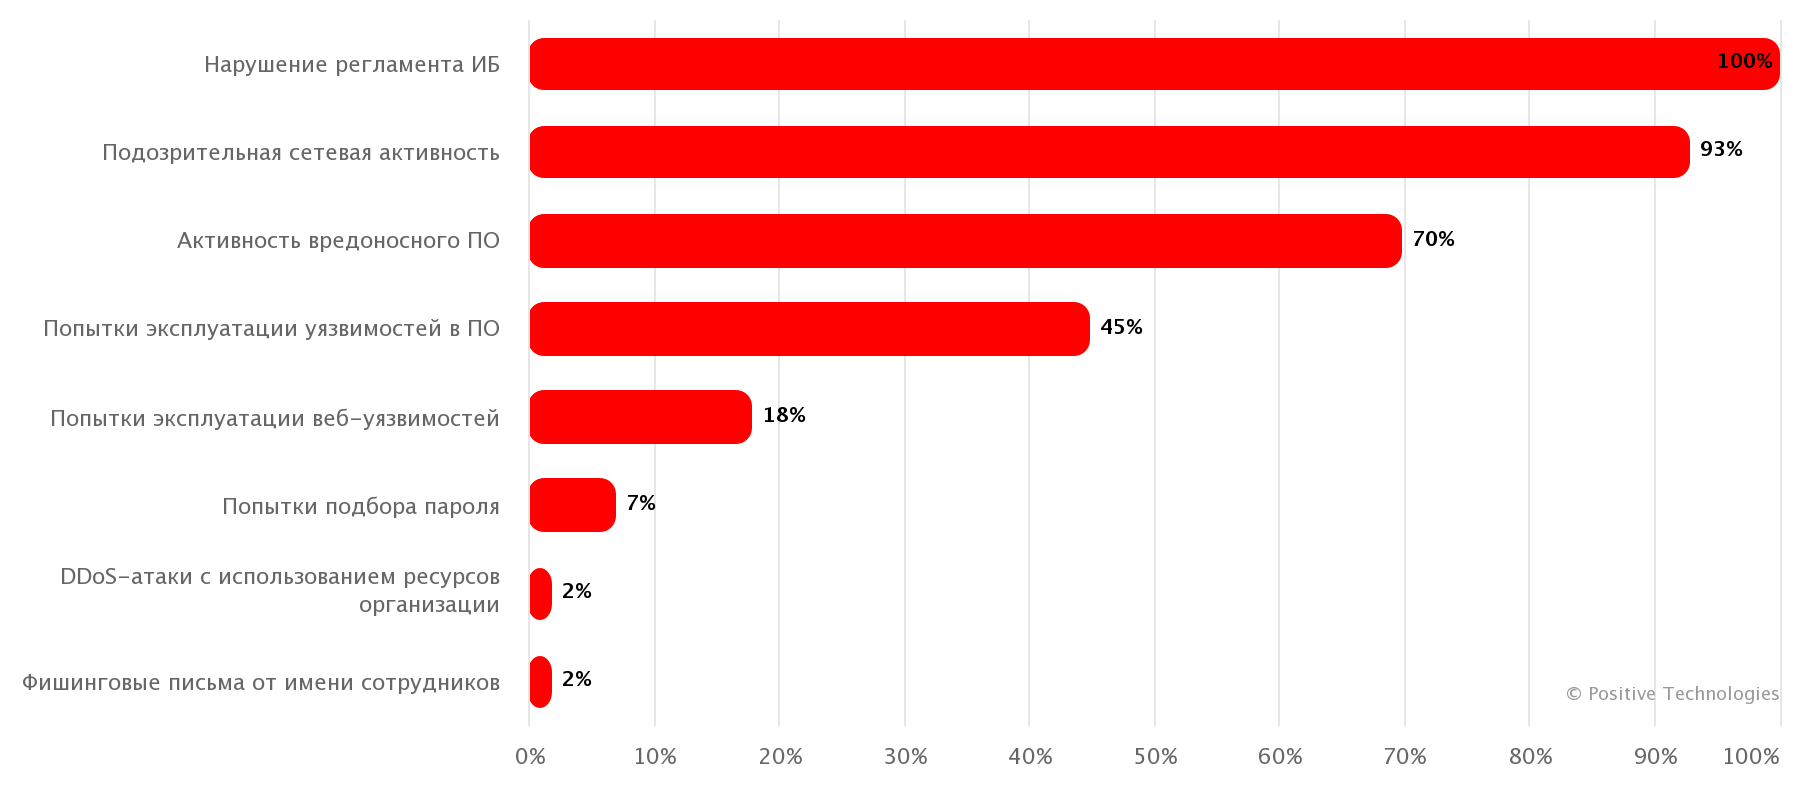 Нарушение регламента ИБ
100%
Подозрительная сетевая активность
93%
Активность вредоносного ПО
70%
Попытки эксплуатации уязвимостей в ПО
45%
Попытки эксплуатации веб-уязвимостей
18%
Попытки подбора пароля
7%
DDoS-атаки с использованием ресурсов
организации
2%
Фишинговые письма от имени сотрудников
2%
© Positive Technologies
0% 10% 20% 30% 40% 50% 60% 70% 80% 90% 100%